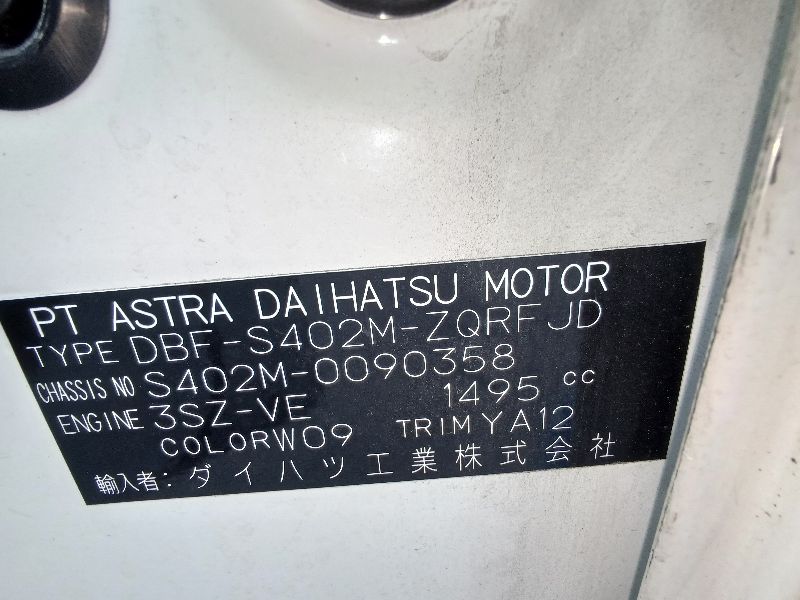 PT ASTRA DAIHATSU MOTOR
TYPE DBF-S402M-ZQRFJD
CHASSIS NO S402M-0090358
ENGINE 3SZ-VE 1495 cc
COLOR W09 TRIM YA12
輸入者: ダイハツ工業株式会社